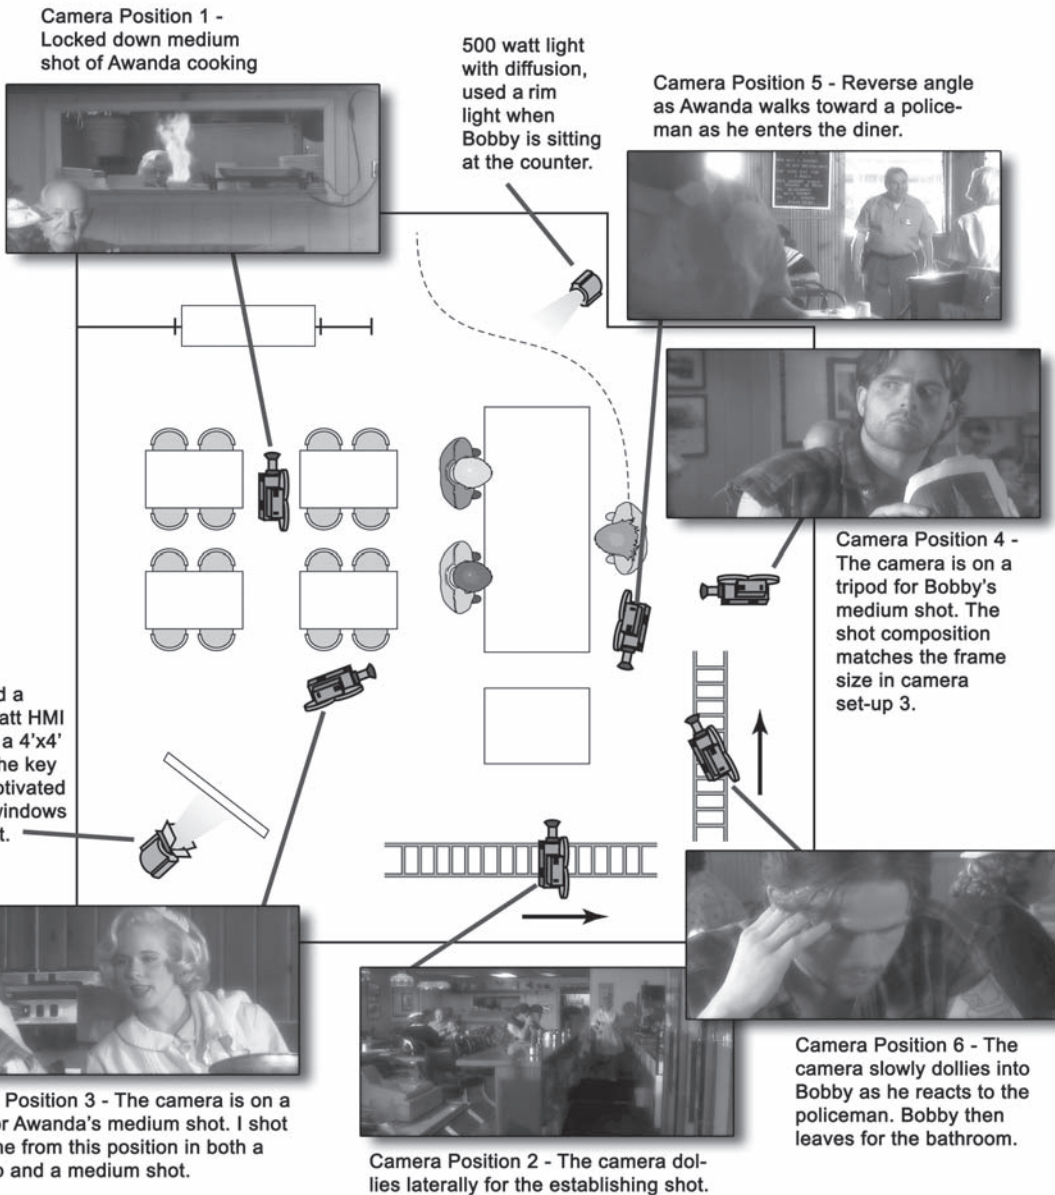 Camera Position 1 -
Locked down medium
shot of Awanda cooking
500 watt light
with diffusion,
used a rim
light when
Bobby is sitting
at the counter.
Camera Position 5 - Reverse angle
as Awanda walks toward a police-
man as he enters the diner.
Camera Position 4 -
The camera is on a
tripod for Bobby's
medium shot. The
shot composition
matches the frame
size in camera
set-up 3.
a
att HMI
a 4'x4'
he key
otivated
windows
t.
Position 3 - The camera is on a
or Awanda's medium shot. I shot
ne from this position in both a
o and a medium shot.
Camera Position 2 - The camera dol-
lies laterally for the establishing shot.
Camera Position 6 - The
camera slowly dollies into
Bobby as he reacts to the
policeman. Bobby then
leaves for the bathroom.